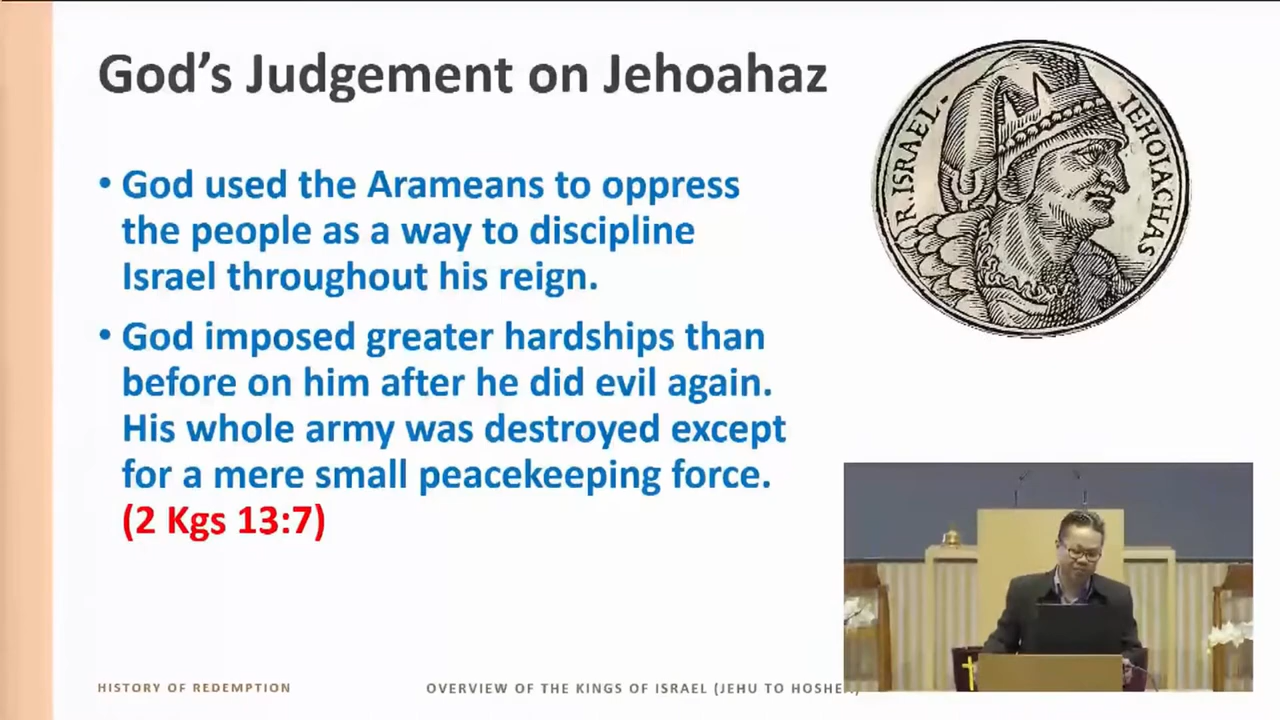 God’s Judgement on Jehoahaz
• God used the Arameans to oppress
the people as a way to discipline
Israel throughout his reign.
• God imposed greater hardships than
before on him after he did evil again.
His whole army was destroyed except
for a mere small peacekeeping force.
(2 Kgs 13:7)
R. ISRAEL. IEHOIACHAS
HISTORY OF REDEMPTION
OVERVIEW OF THE KINGS OF ISRAEL (JEHU TO